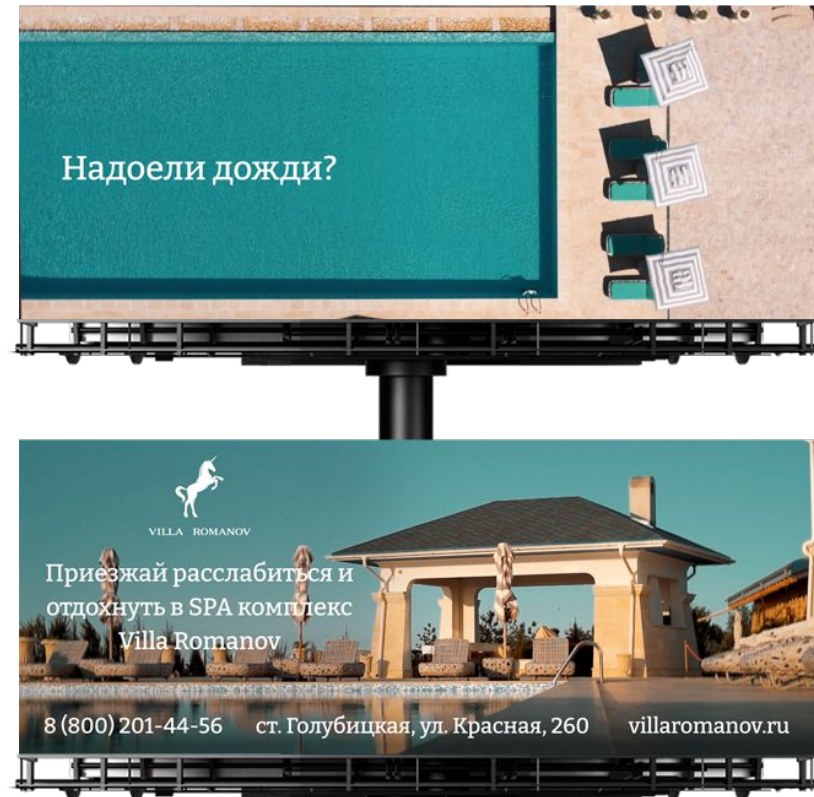 Надоели дожди?
VILLA ROMANOV
Приезжай расслабиться и
отдохнуть в SPA комплекс
Villa Romanov
8 (800) 201-44-56 ст. Голубицкая, ул. Красная, 260 villaromanov.ru